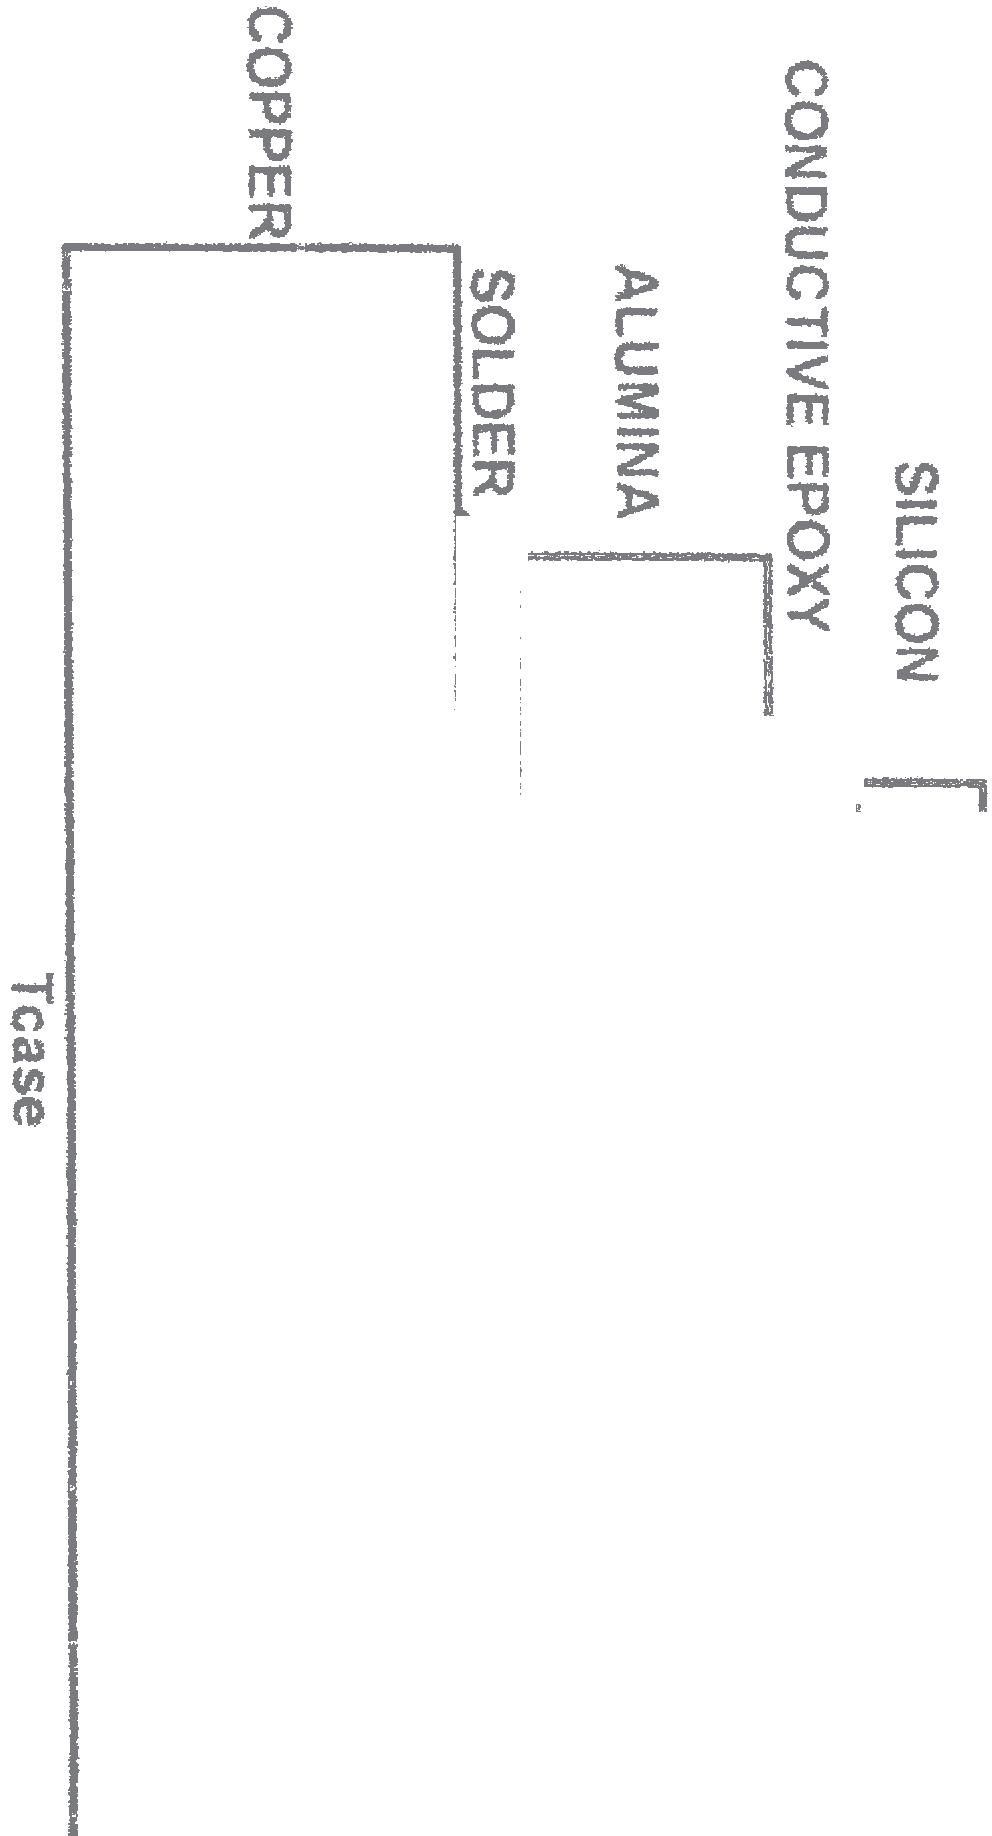 SILICON
CONDUCTIVE EPOXY
ALUMINA
SOLDER
COPPER
Tcase